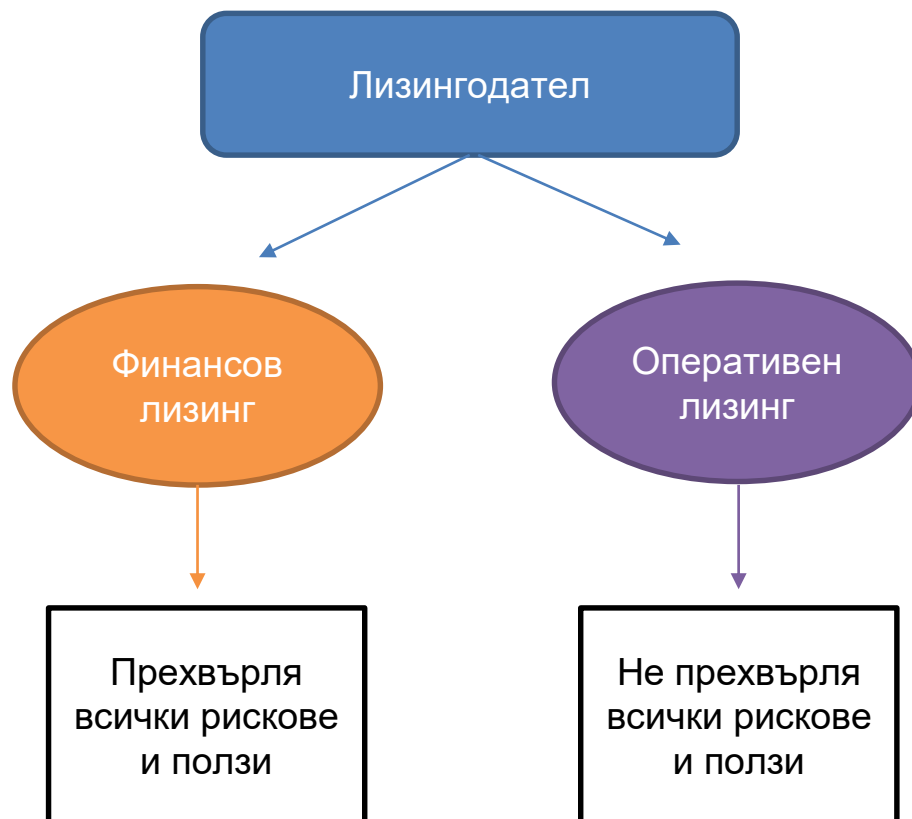 Лизингодател
Финансов
лизинг
Оперативен
лизинг
Прехвърля
всички рискове
и ползи
Не прехвърля
всички рискове
и ползи